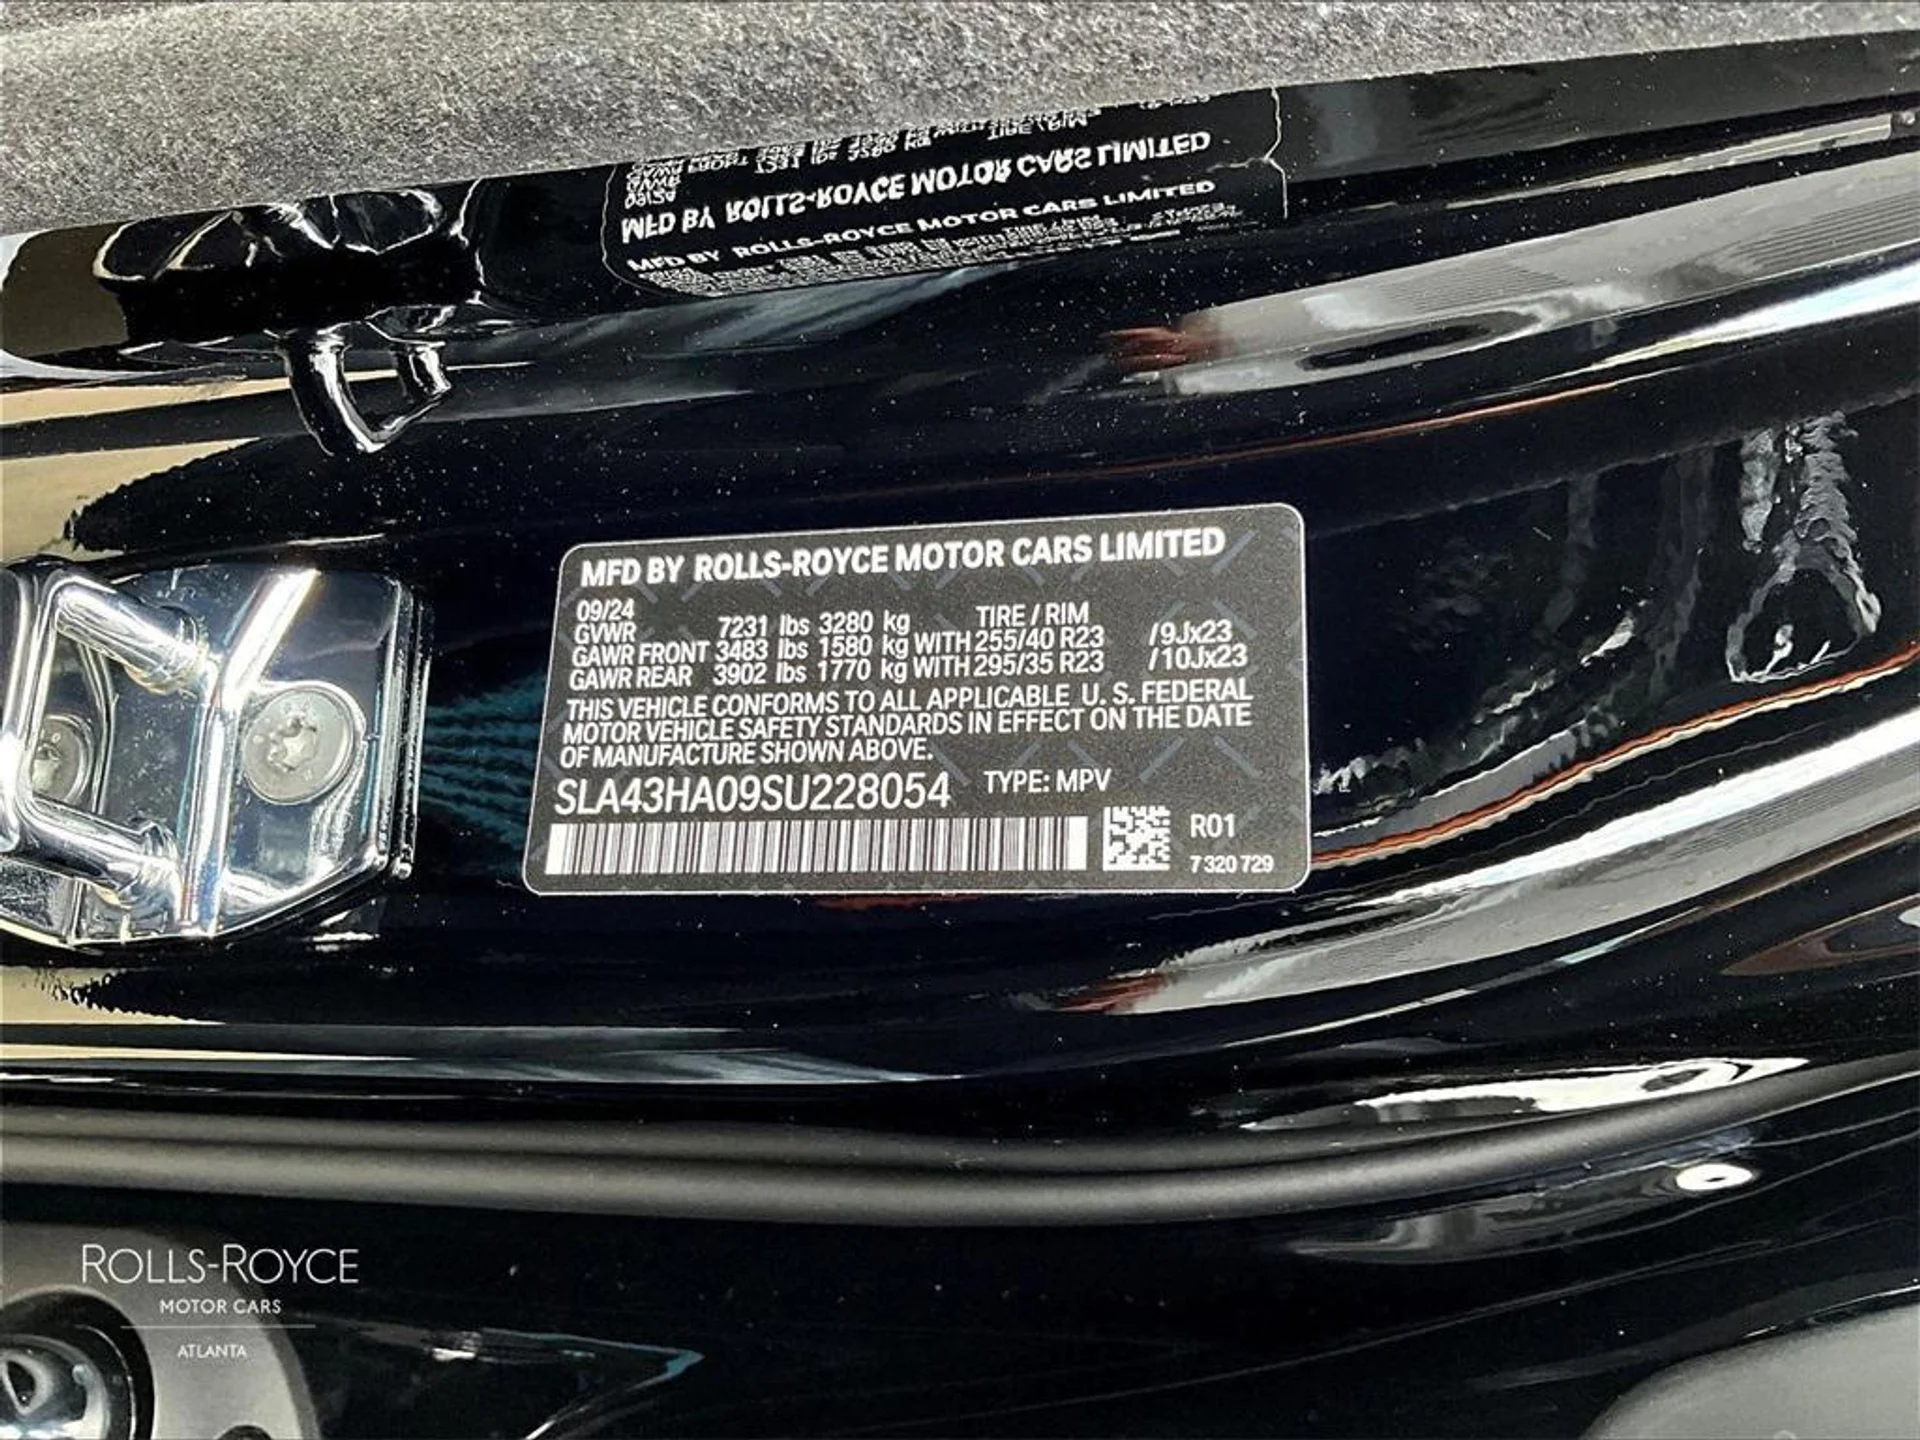 MFD BY ROLLS-ROYCE MOTOR CARS LIMITED
MFD BY ROLLS-ROYCE MOTOR CARS LIMITED
MFD BY ROLLS-ROYCE MOTOR CARS LIMITED
09/24
GVWR 7231 lbs 3280 kg TIRE / RIM
GAWR FRONT 3483 lbs 1580 kg WITH 255/40 R23 /9Jx23
GAWR REAR 3902 lbs 1770 kg WITH 295/35 R23 /10Jx23
THIS VEHICLE CONFORMS TO ALL APPLICABLE U. S. FEDERAL
MOTOR VEHICLE SAFETY STANDARDS IN EFFECT ON THE DATE
OF MANUFACTURE SHOWN ABOVE.
SLA43HA09SU228054 TYPE: MPV
R01
7 320 729
ROLLS-ROYCE
MOTOR CARS
ATLANTA